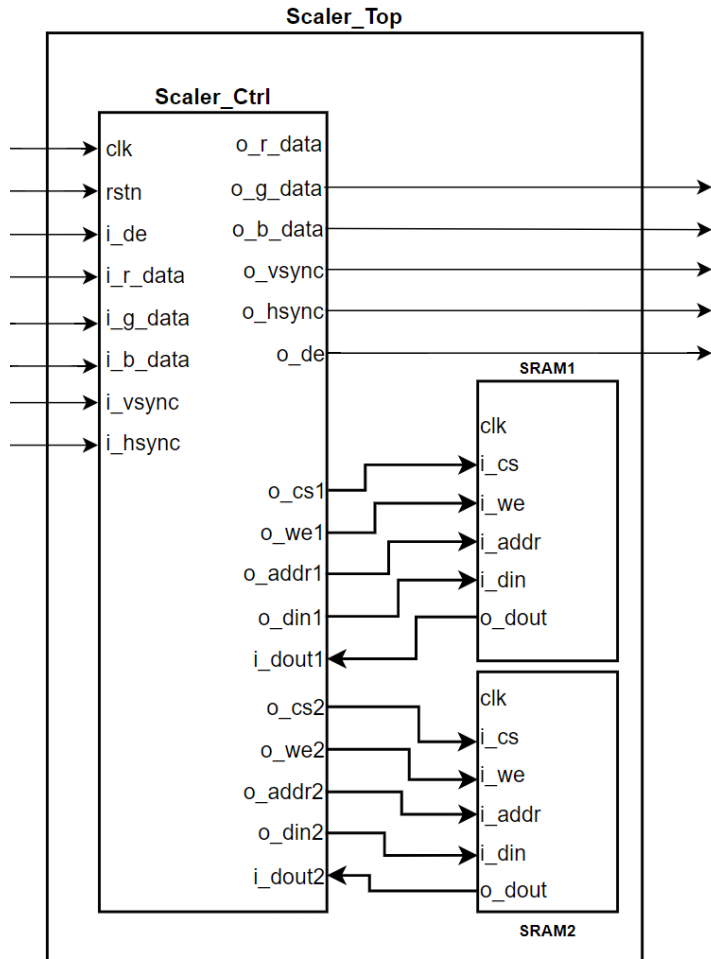 Scaler_Top
Scaler_Ctrl
clk
rstn
i_de
i_r_data
i_g_data
i_b_data
i_vsync
i_hsync
o_r_data
o_g_data
o_b_data
o_vsync
o_hsync
o_de
o_cs1
o_we1
o_addr1
o_din1
i_dout1
o_cs2
o_we2
o_addr2
o_din2
i_dout2
SRAM1
clk
i_cs
i_we
i_addr
i_din
o_dout
clk
i_cs
i_we
i_addr
i_din
o_dout
SRAM2